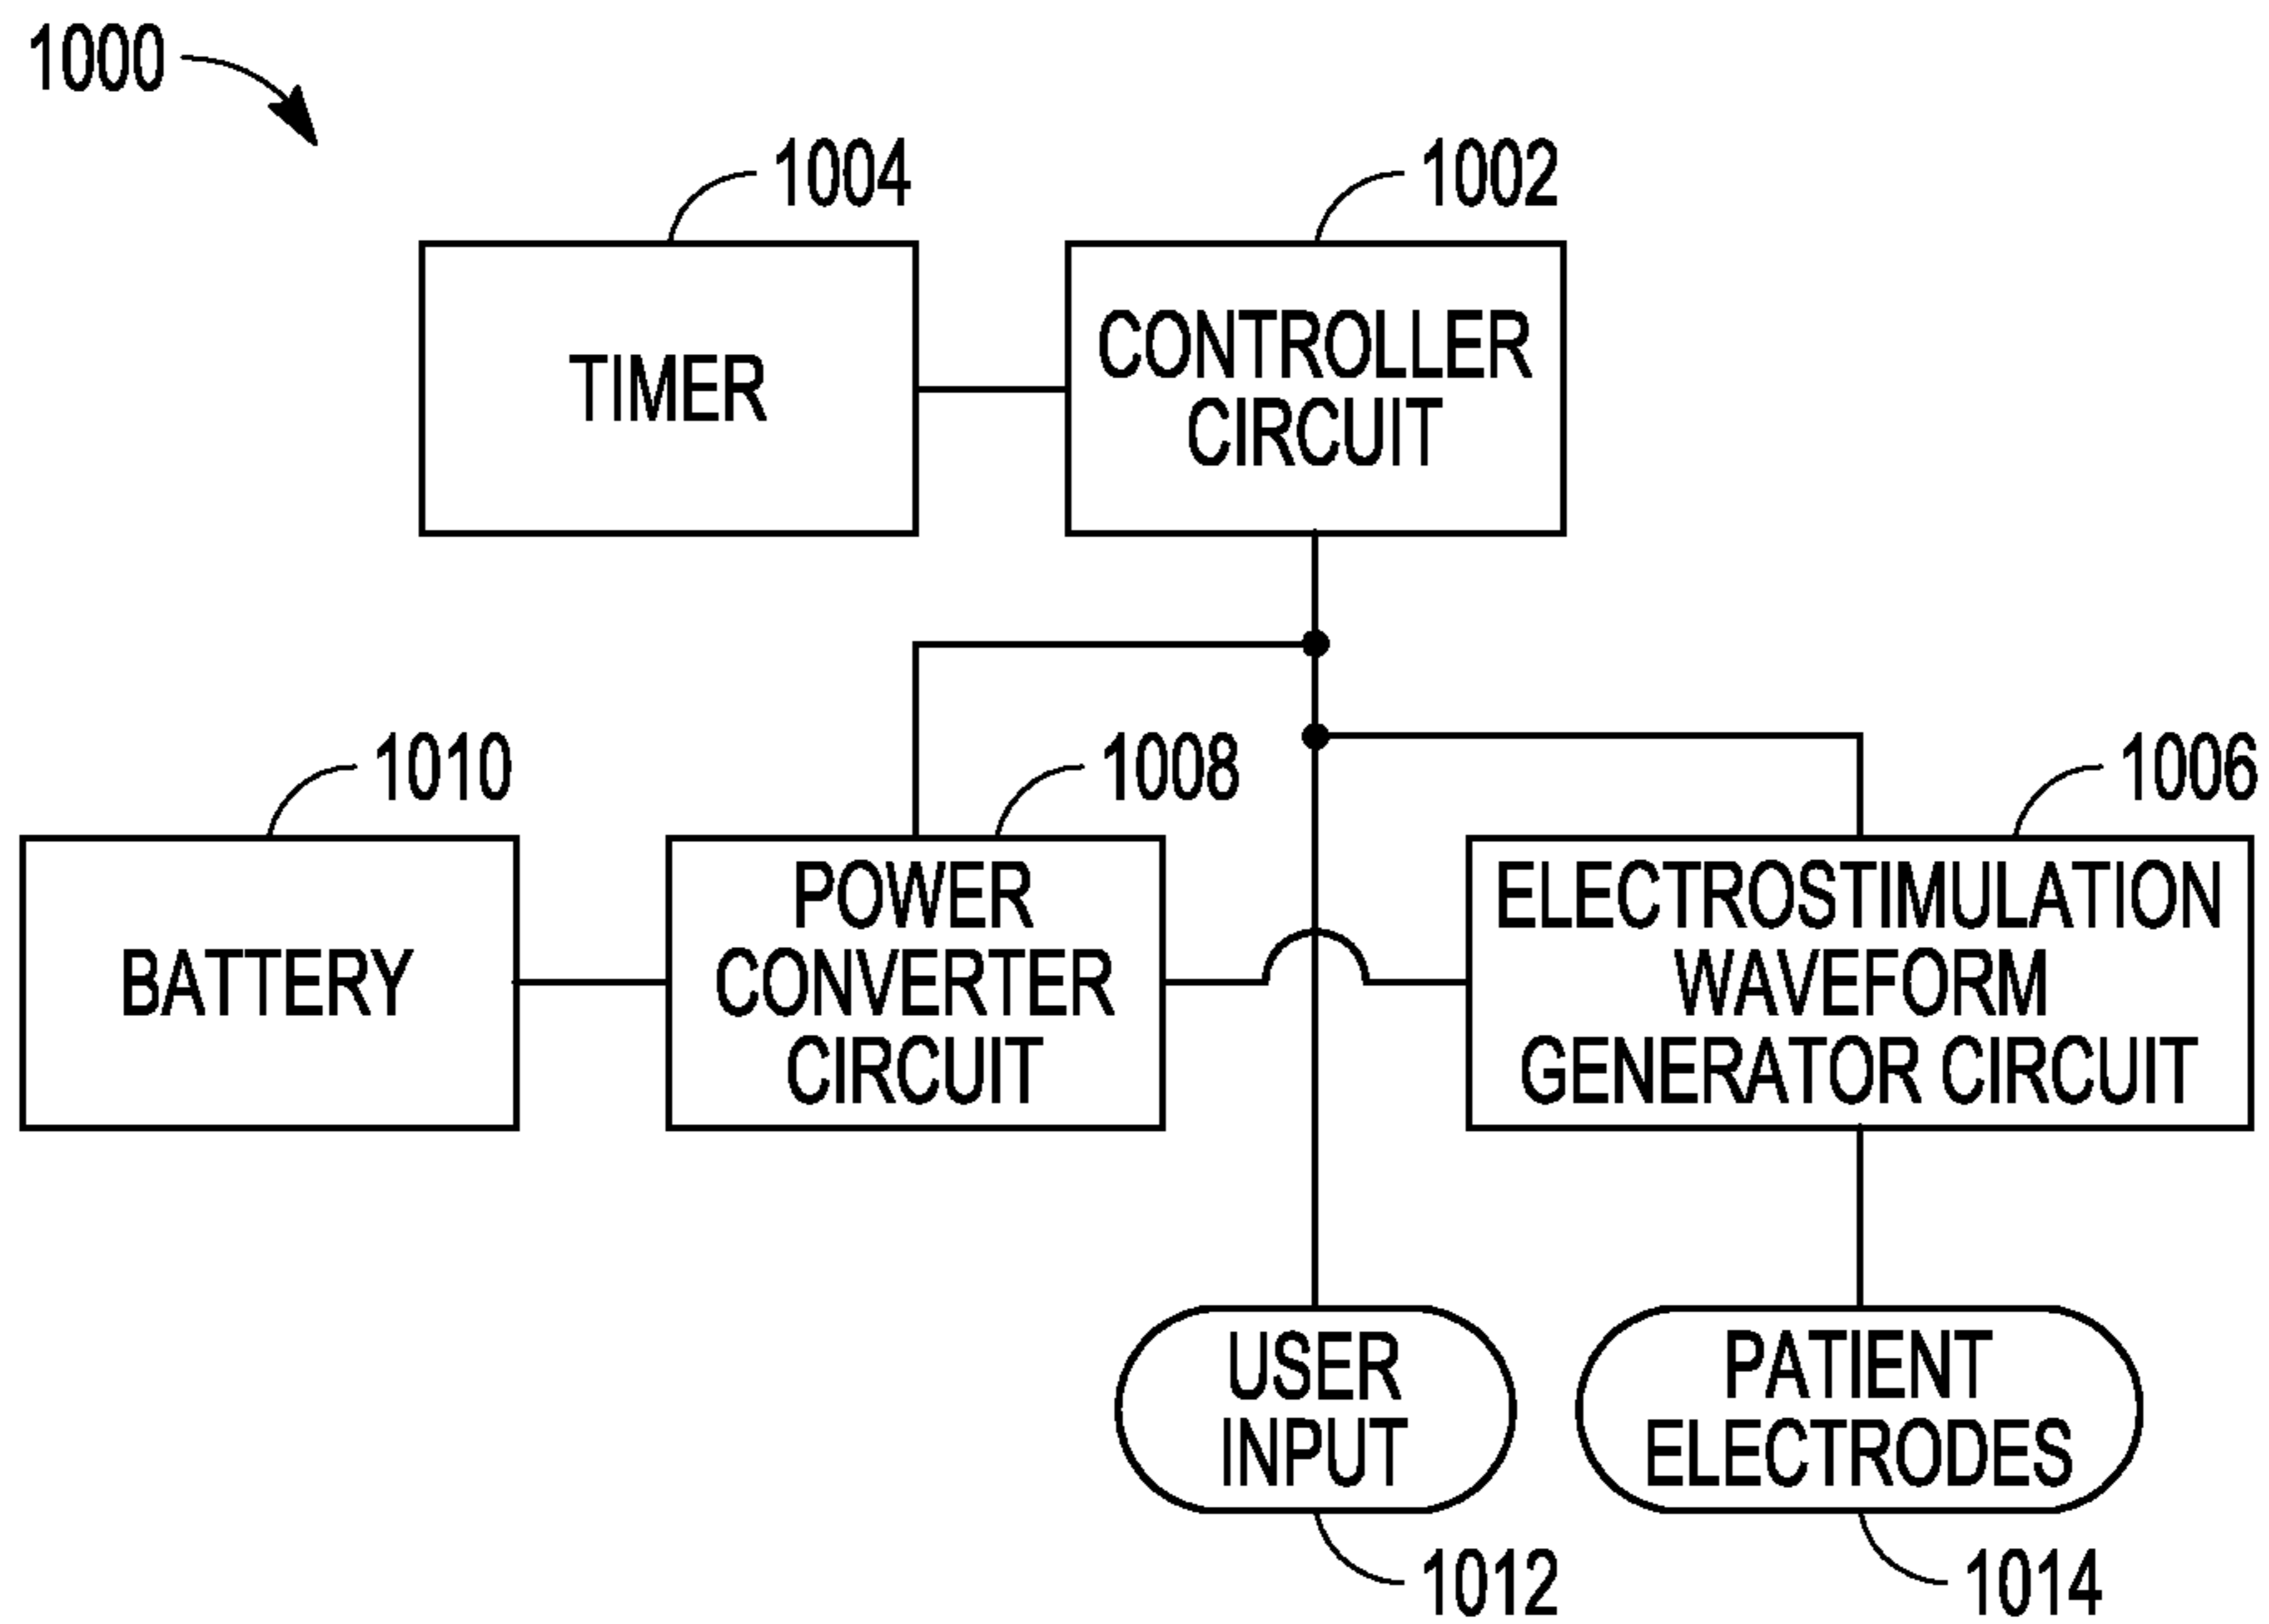 1000
1004
1002
TIMER
CONTROLLER
CIRCUIT
1010
1008
1006
BATTERY
POWER
CONVERTER
CIRCUIT
ELECTROSTIMULATION
WAVEFORM
GENERATOR CIRCUIT
USER
INPUT
PATIENT
ELECTRODES
1012
1014